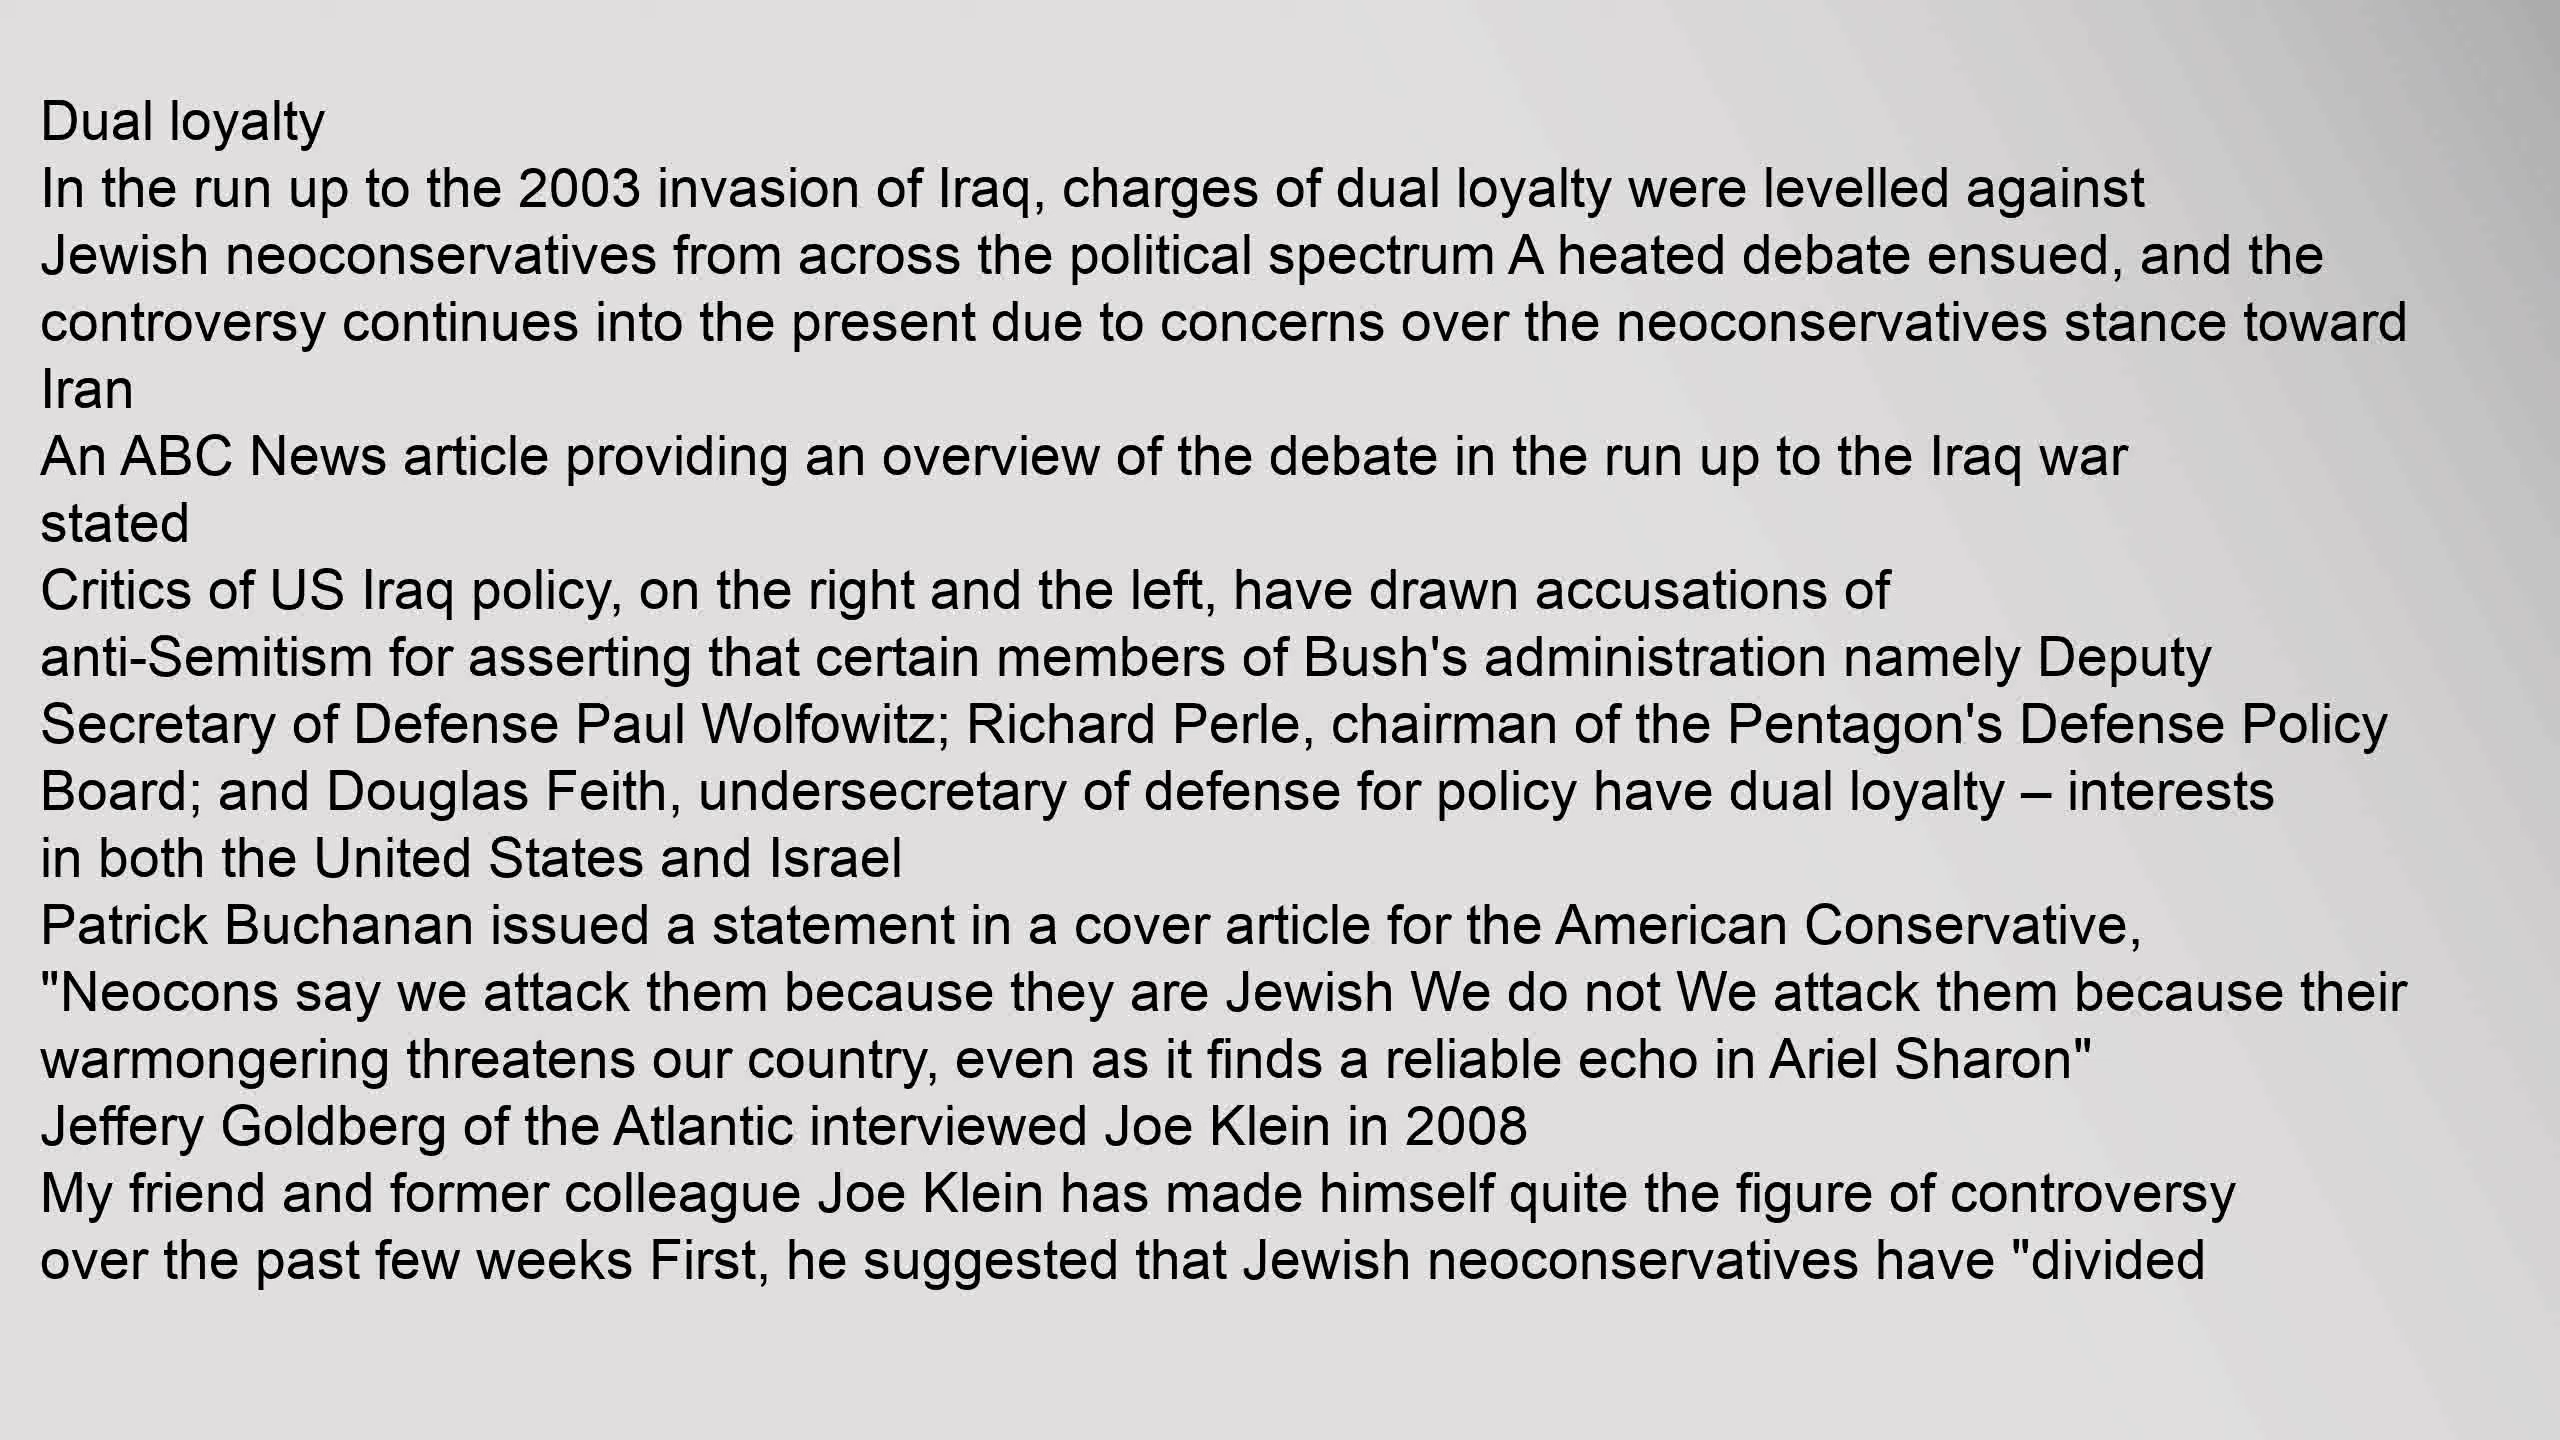 Dual loyalty
In the run up to the 2003 invasion of Iraq, charges of dual loyalty were levelled against
Jewish neoconservatives from across the political spectrum A heated debate ensued, and the
controversy continues into the present due to concerns over the neoconservatives stance toward
Iran
An ABC News article providing an overview of the debate in the run up to the Iraq war
stated
Critics of US Iraq policy, on the right and the left, have drawn accusations of
anti-Semitism for asserting that certain members of Bush's administration namely Deputy
Secretary of Defense Paul Wolfowitz; Richard Perle, chairman of the Pentagon's Defense Policy
Board; and Douglas Feith, undersecretary of defense for policy have dual loyalty – interests
in both the United States and Israel
Patrick Buchanan issued a statement in a cover article for the American Conservative,
"Neocons say we attack them because they are Jewish We do not We attack them because their
warmongering threatens our country, even as it finds a reliable echo in Ariel Sharon"
Jeffery Goldberg of the Atlantic interviewed Joe Klein in 2008
My friend and former colleague Joe Klein has made himself quite the figure of controversy
over the past few weeks First, he suggested that Jewish neoconservatives have "divided